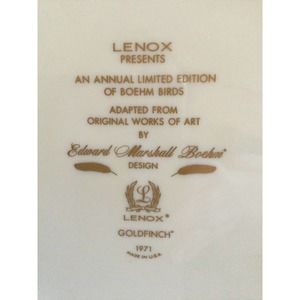 LENOX
PRESENTS
AN ANNUAL LIMITED EDITION
OF BOEHM BIRDS
ADAPTED FROM
ORIGINAL WORKS OF ART
BY
Edward Marshall Boehm®
DESIGN
L
LENOX®
GOLDFINCH"
1971
MADE IN U.S.A.